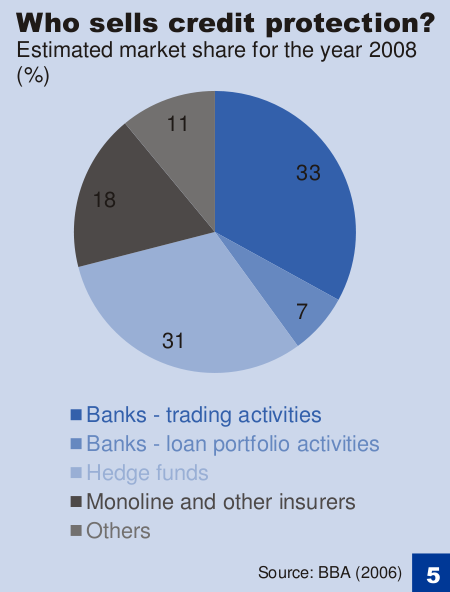 Who sells credit protection?
Estimated market share for the year 2008
(%)
11
33
18
7
31
Banks - trading activities
Banks - loan portfolio activities
Hedge funds
Monoline and other insurers
Others
Source: BBA (2006)
5